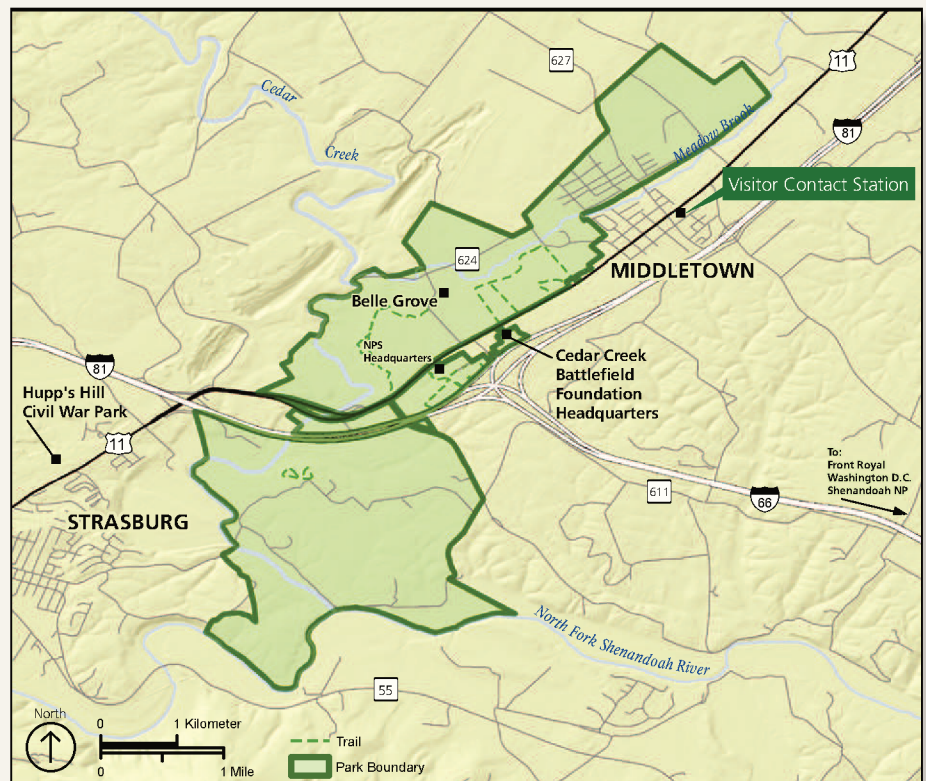 627
11
81
Cedar
Creek
Meadow Brook
Visitor Contact Station
624
MIDDLETOWN
Belle Grove
NPS
Headquarters
Cedar Creek
Battlefield
Foundation
Headquarters
81
Hupp's Hill
Civil War Park
11
To:
Front Royal
Washington D.C.
Shenandoah NP
611
66
STRASBURG
North Fork Shenandoah River
55
North
0 1 Kilometer
0 1 Mile
Trail
Park Boundary